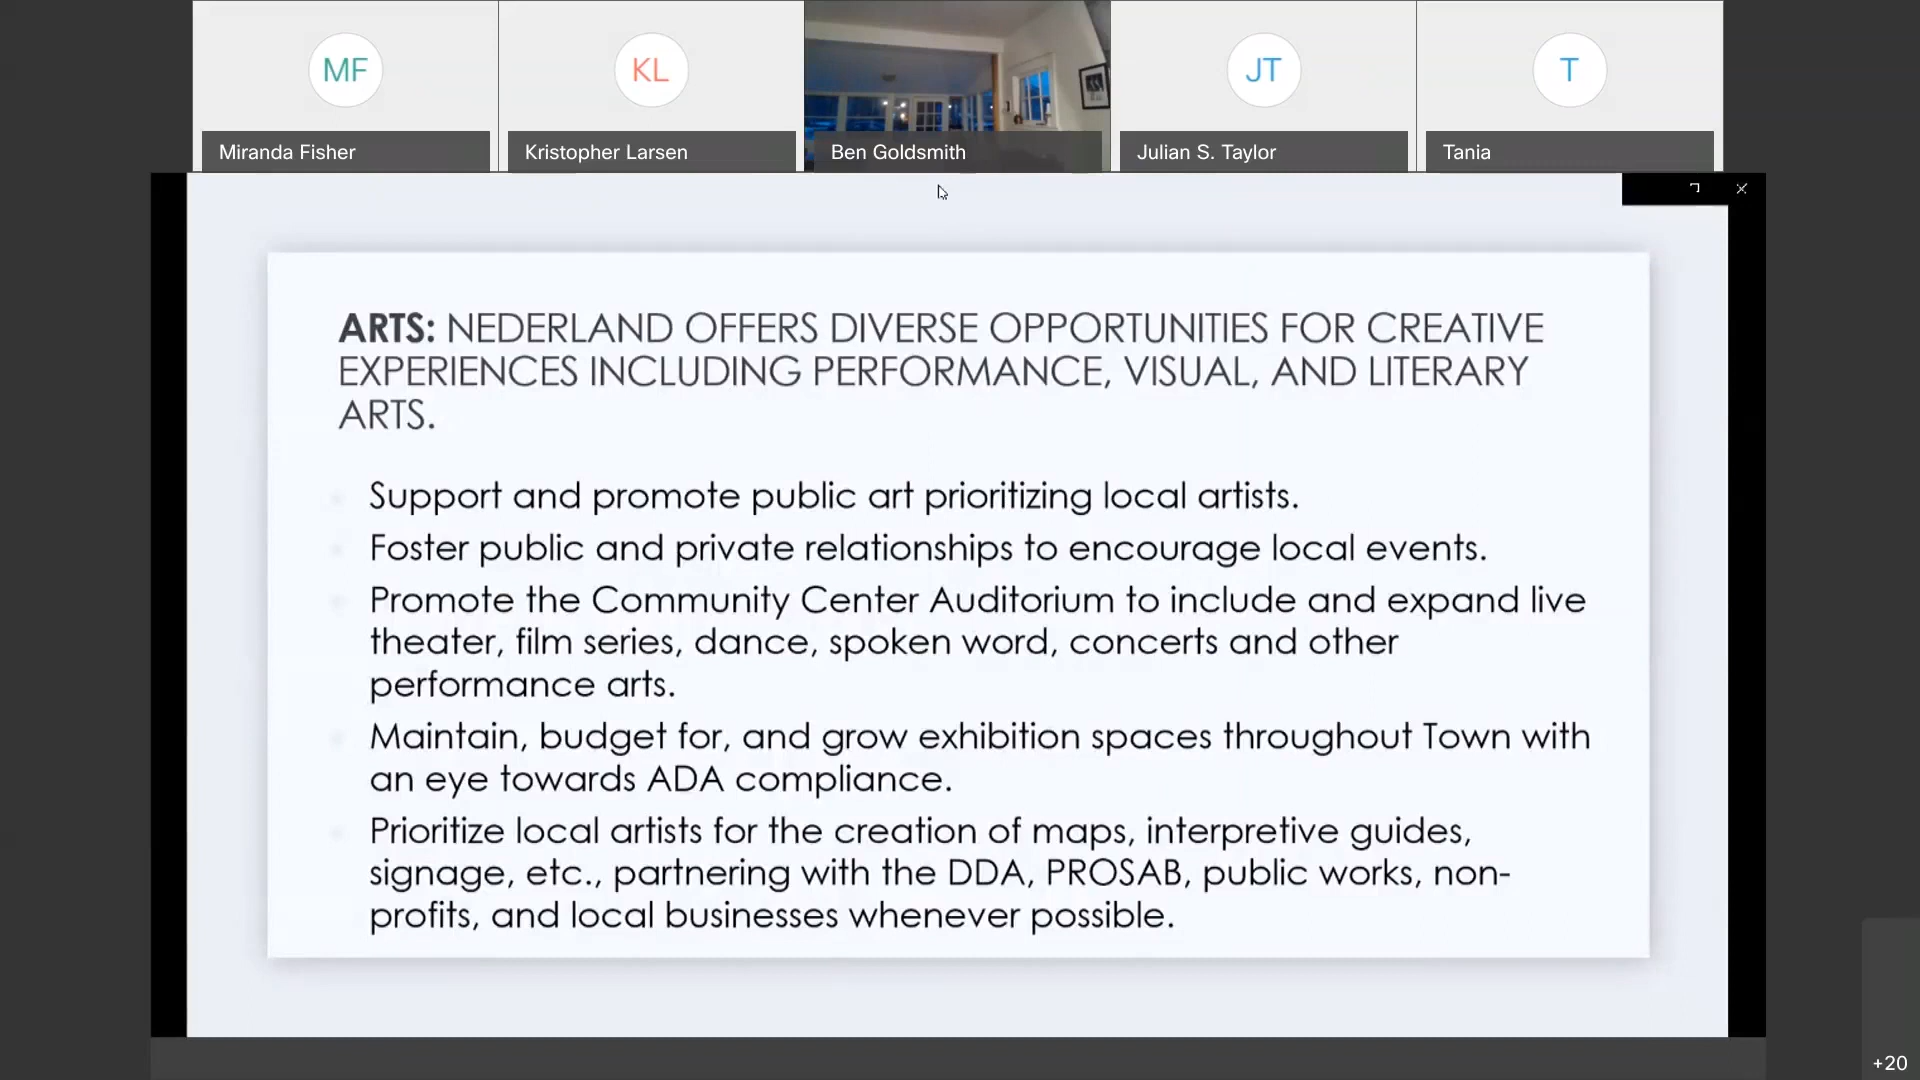 MF
KL
JT
T
Miranda Fisher
Kristopher Larsen
Ben Goldsmith
Julian S. Taylor
Tania
ARTS: NEDERLAND OFFERS DIVERSE OPPORTUNITIES FOR CREATIVE
EXPERIENCES INCLUDING PERFORMANCE, VISUAL, AND LITERARY
ARTS.
Support and promote public art prioritizing local artists.
Foster public and private relationships to encourage local events.
Promote the Community Center Auditorium to include and expand live
theater, film series, dance, spoken word, concerts and other
performance arts.
Maintain, budget for, and grow exhibition spaces throughout Town with
an eye towards ADA compliance.
Prioritize local artists for the creation of maps, interpretive guides,
signage, etc., partnering with the DDA, PROSAB, public works, non-
profits, and local businesses whenever possible.
+20